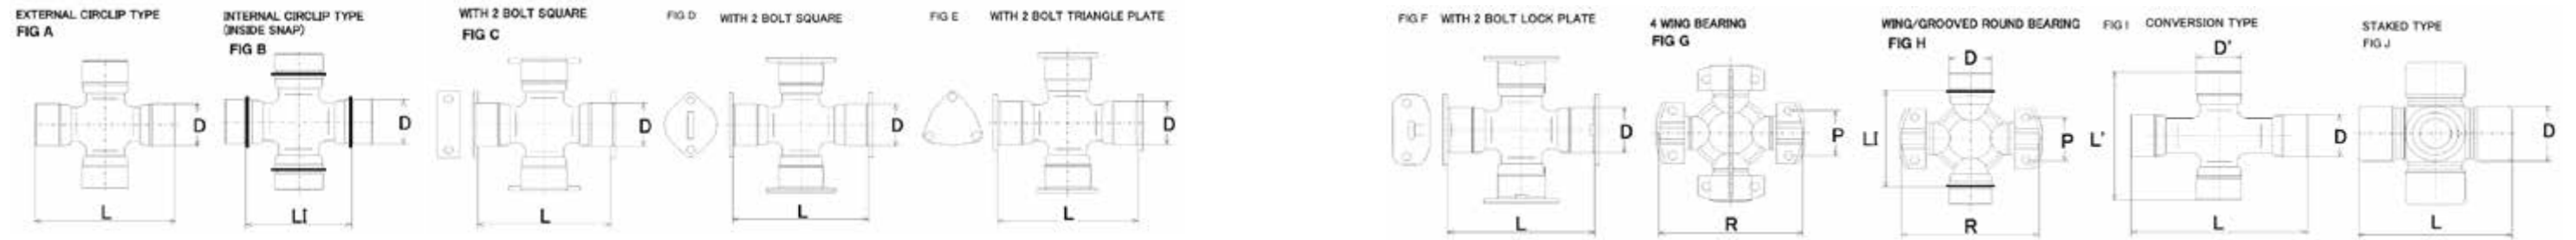 EXTERNAL CIRCLIP TYPE
FIG A
D
L
INTERNAL CIRCLIP TYPE
(INSIDE SNAP)
FIG B
D
LI
WITH 2 BOLT SQUARE
FIG C
D
L
FIG D WITH 2 BOLT SQUARE
D
L
FIG E WITH 2 BOLT TRIANGLE PLATE
D
L
FIG F WITH 2 BOLT LOCK PLATE
D
L
4 WING BEARING
FIG G
P
R
WING/GROOVED ROUND BEARING
FIG H
D
LI
P
R
FIG I CONVERSION TYPE
D'
L'
D
L
STAKED TYPE
FIG J
D
L